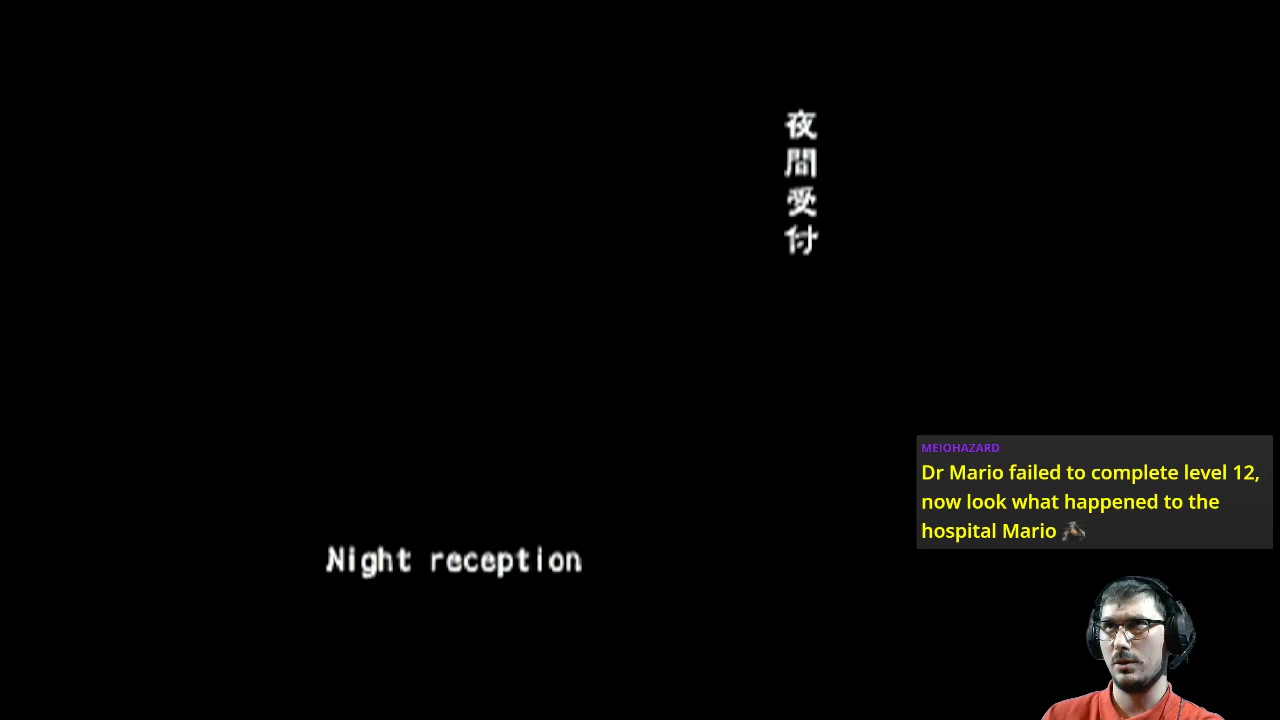 夜間受付
Night reception
MEIOHAZARD
Dr Mario failed to complete level 12,
now look what happened to the
hospital Mario